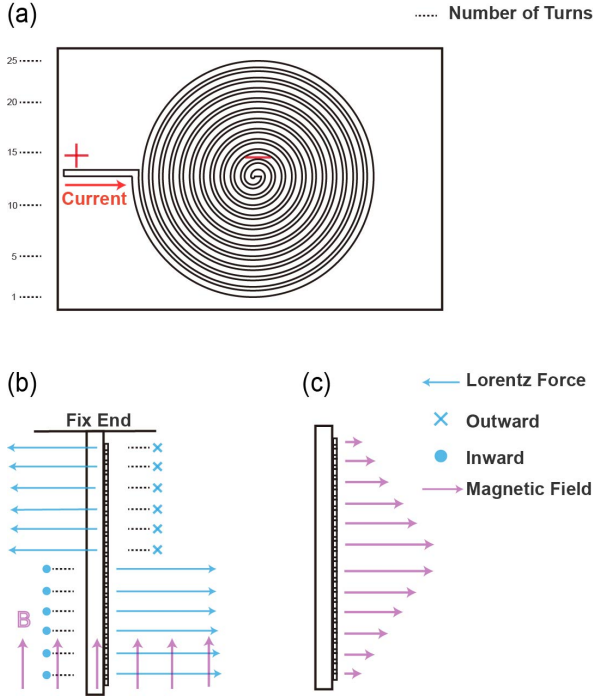 (a)
Number of Turns
25
20
15
10
5
1
+
Current
−
(b)
Fix End
B
(c)
Lorentz Force
Outward
Inward
Magnetic Field